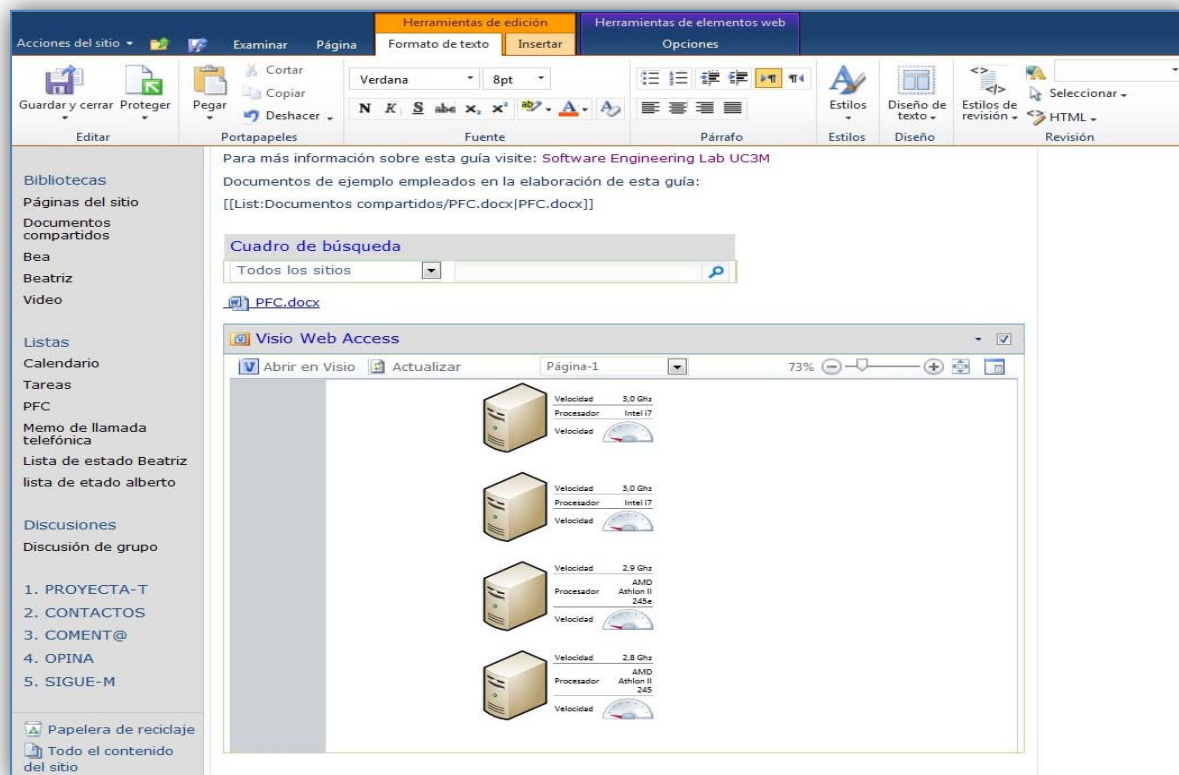 Herramientas de edición
Herramientas de elementos web
Acciones del sitio
Examinar
Página
Formato de texto
Insertar
Opciones
Guardar y cerrar
Proteger
Editar
Pegar
Cortar
Copiar
Deshacer
Portapapeles
Verdana
8pt
N K S abc x₂ x²
Fuente
Párrafo
Estilos
Estilos
Diseño de
texto
Diseño
Estilos de
revisión
Seleccionar
HTML
Revisión
Bibliotecas
Páginas del sitio
Documentos
compartidos
Bea
Beatriz
Video
Listas
Calendario
Tareas
PFC
Memo de llamada
telefónica
Lista de estado Beatriz
lista de etado alberto
Discusiones
Discusión de grupo
1. PROYECTA-T
2. CONTACTOS
3. COMENT@
4. OPINA
5. SIGUE-M
Papelera de reciclaje
Todo el contenido
del sitio
Para más información sobre esta guía visite: Software Engineering Lab UC3M
Documentos de ejemplo empleados en la elaboración de esta guía:
[[List:Documentos compartidos/PFC.docx|PFC.docx]]
Cuadro de búsqueda
Todos los sitios
PFC.docx
Visio Web Access
Abrir en Visio
Actualizar
Página-1
73%
Velocidad 3,0 Ghz
Procesador Intel i7
Velocidad
Velocidad 3,0 Ghz
Procesador Intel i7
Velocidad
Velocidad 2,9 Ghz
Procesador AMD
Athlon II
245e
Velocidad
Velocidad 2,8 Ghz
Procesador AMD
Athlon II
245
Velocidad